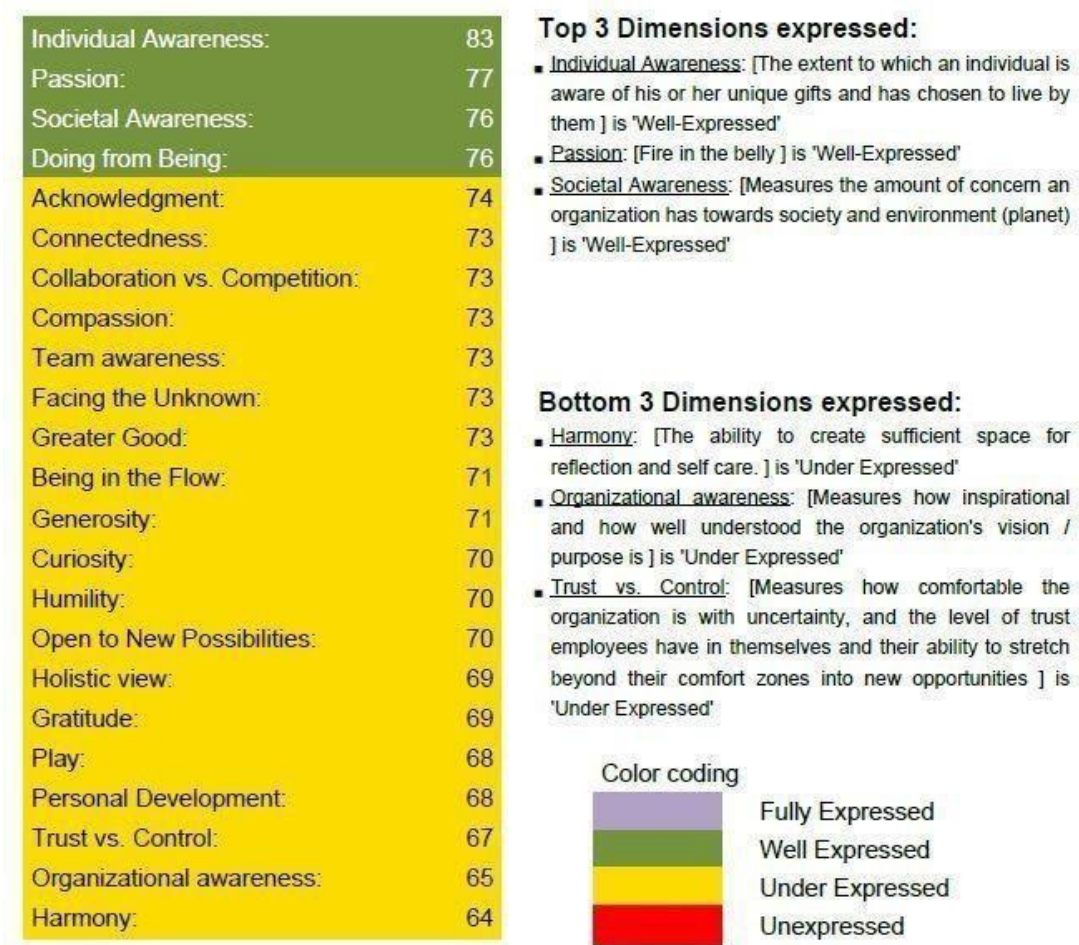 Individual Awareness: 83
Passion: 77
Societal Awareness: 76
Doing from Being: 76
Acknowledgment: 74
Connectedness: 73
Collaboration vs. Competition: 73
Compassion: 73
Team awareness: 73
Facing the Unknown: 73
Greater Good: 73
Being in the Flow: 71
Generosity: 71
Curiosity: 70
Humility: 70
Open to New Possibilities: 70
Holistic view: 69
Gratitude: 69
Play: 68
Personal Development: 68
Trust vs. Control: 67
Organizational awareness: 65
Harmony: 64
Top 3 Dimensions expressed:
▪ Individual Awareness: [The extent to which an individual is
aware of his or her unique gifts and has chosen to live by
them ] is 'Well-Expressed'
▪ Passion: [Fire in the belly ] is 'Well-Expressed'
▪ Societal Awareness: [Measures the amount of concern an
organization has towards society and environment (planet)
] is 'Well-Expressed'
Bottom 3 Dimensions expressed:
▪ Harmony: [The ability to create sufficient space for
reflection and self care. ] is 'Under Expressed'
▪ Organizational awareness: [Measures how inspirational
and how well understood the organization's vision /
purpose is ] is 'Under Expressed'
▪ Trust vs. Control: [Measures how comfortable the
organization is with uncertainty, and the level of trust
employees have in themselves and their ability to stretch
beyond their comfort zones into new opportunities ] is
'Under Expressed'
Color coding
Fully Expressed
Well Expressed
Under Expressed
Unexpressed